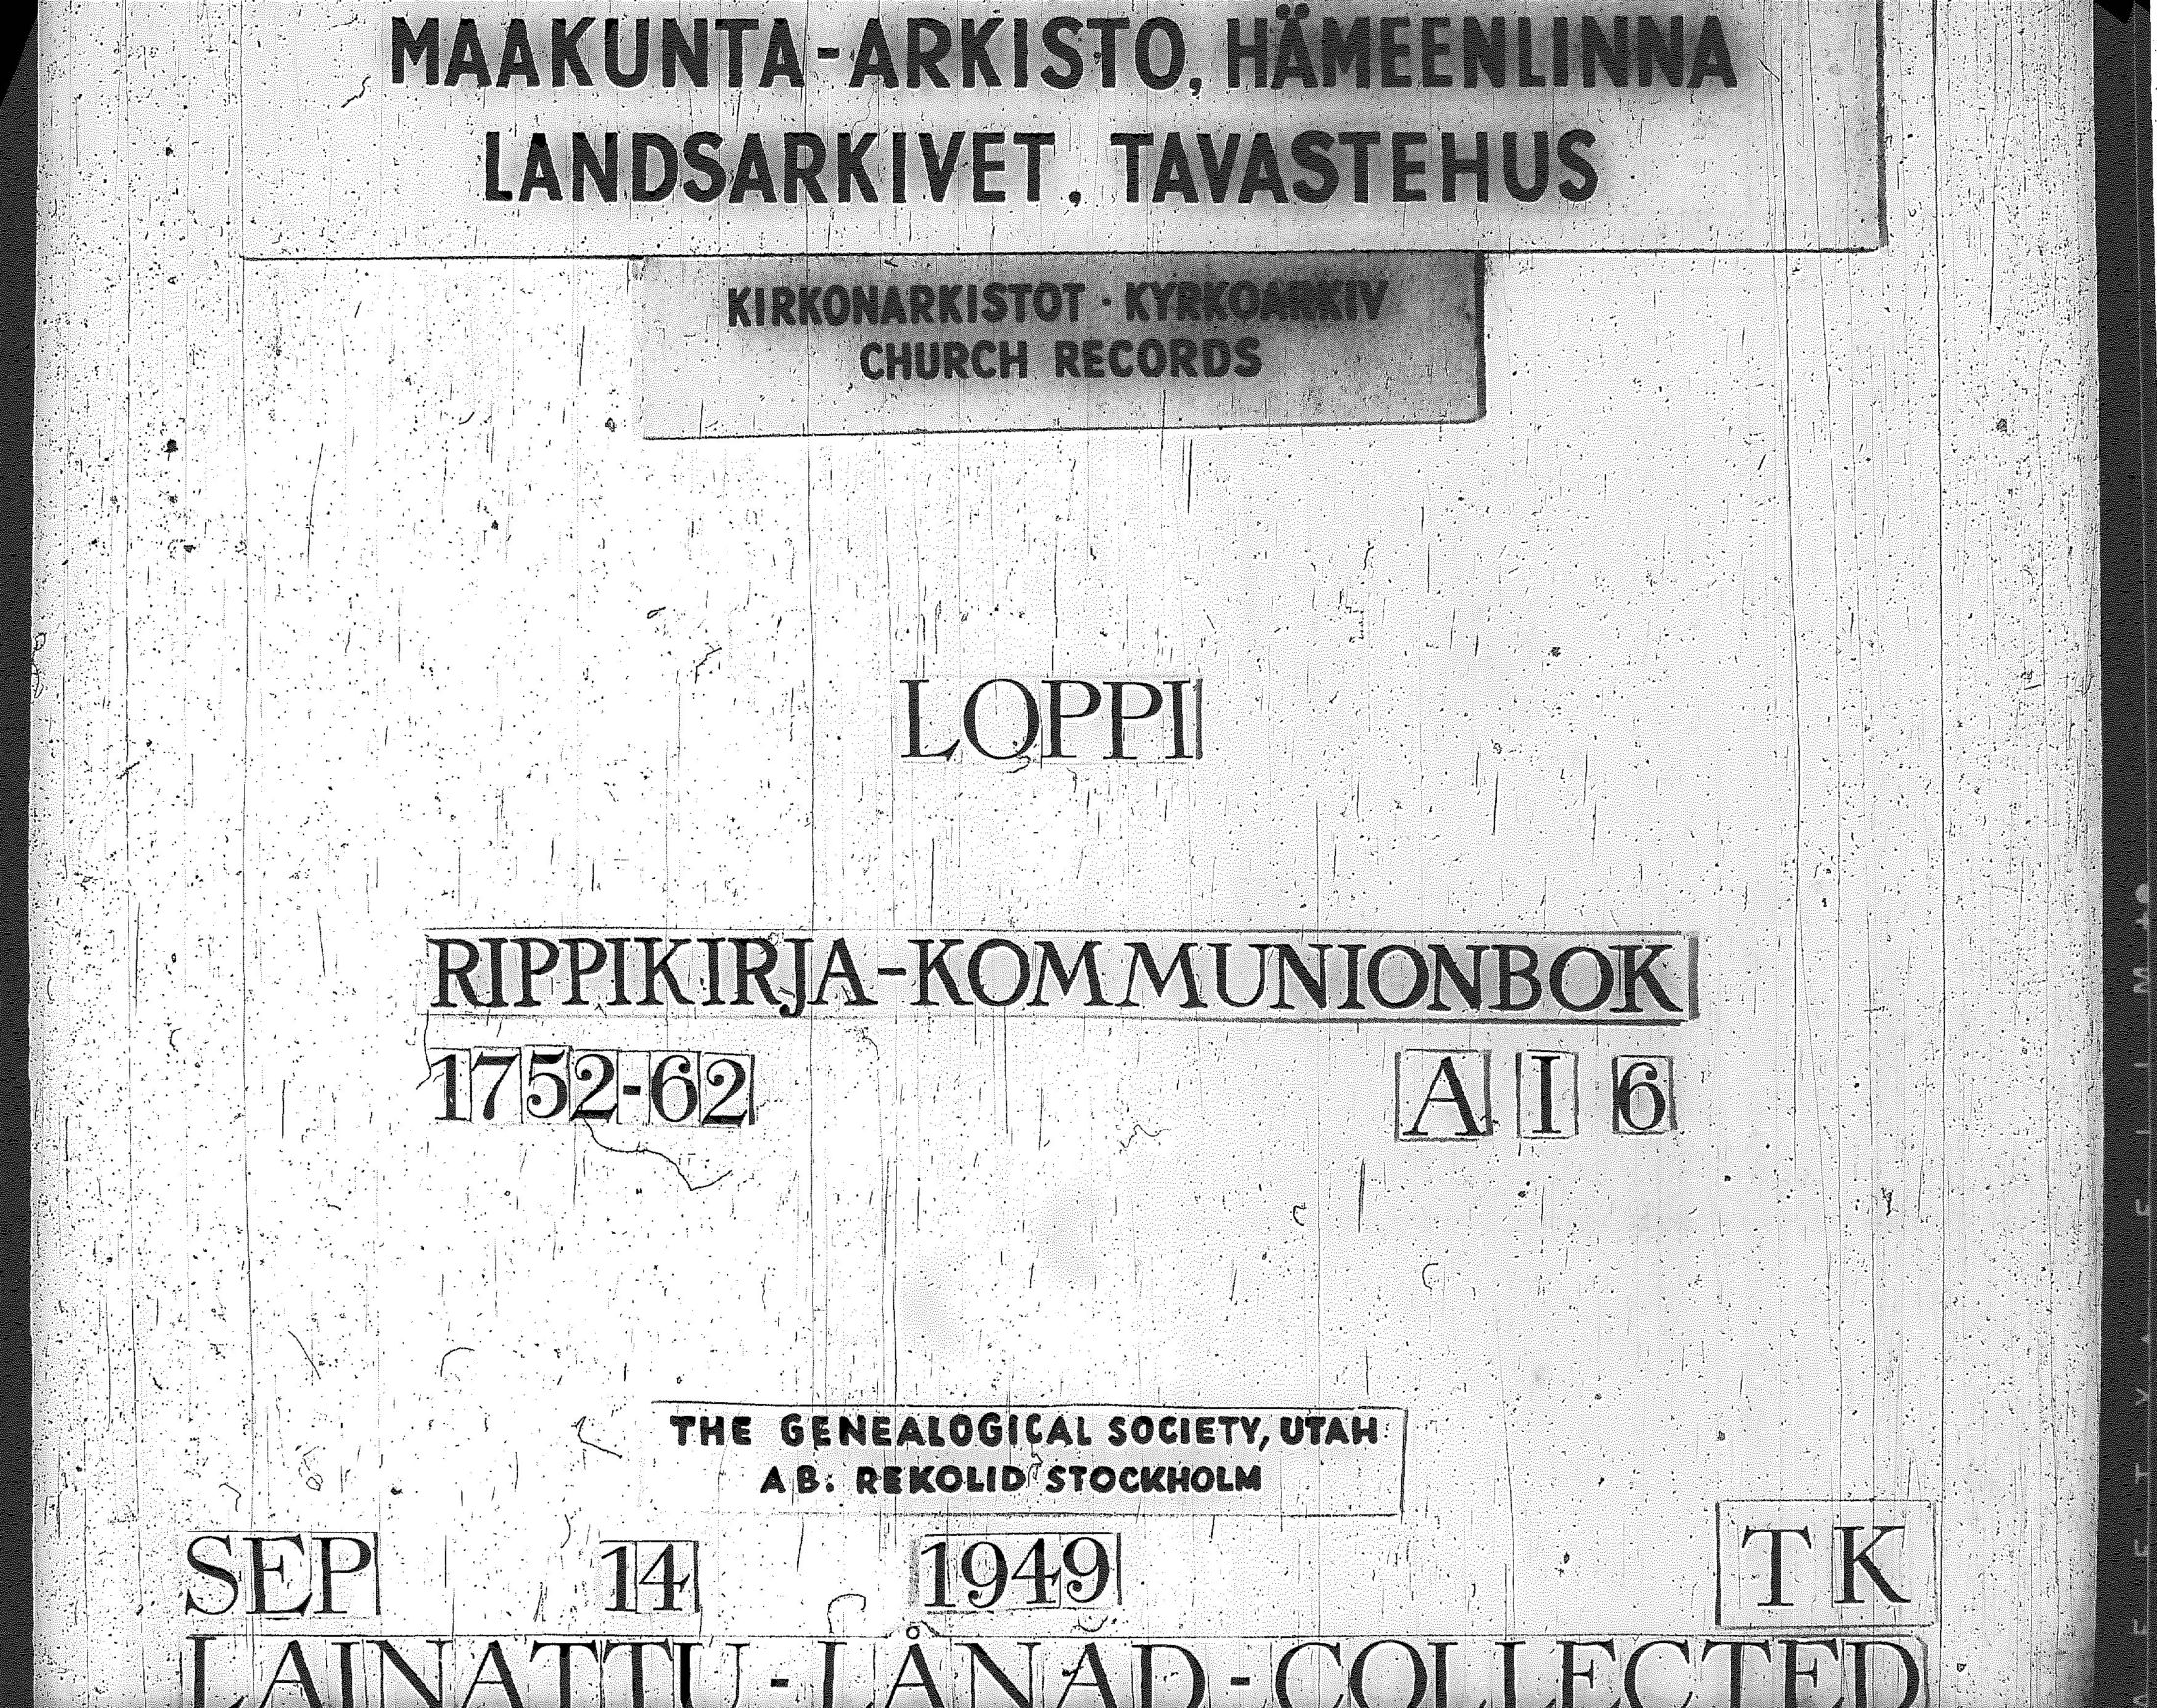 MAAKUNTA-ARKISTO, HÄMEENLINNA
LANDSARKIVET, TAVASTEHUS
KIRKONARKISTOT · KYRKOARKIV
CHURCH RECORDS
LOPPI
RIPPIKIRJA-KOMMUNIONBOK
1752-62 A I 6
THE GENEALOGICAL SOCIETY, UTAH
AB: REKOLID STOCKHOLM
SEP 14 1949 TK
LAINATTU-LÅNAD-COLLECTED